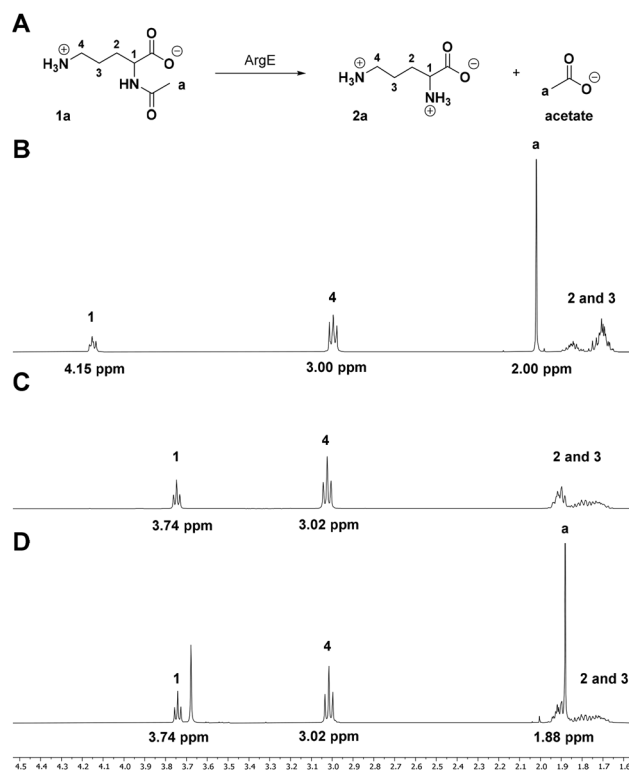 A
4
2
1
3
H3N
⊕
O
O
⊖
HN
a
O
1a
ArgE
4
2
1
3
H3N
⊕
O
O
⊖
NH3
⊕
2a
+
a
O
O
⊖
acetate
B
1
4
a
2 and 3
4.15 ppm
3.00 ppm
2.00 ppm
C
1
4
2 and 3
3.74 ppm
3.02 ppm
D
1
4
a
2 and 3
3.74 ppm
3.02 ppm
1.88 ppm
4.5 4.4 4.3 4.2 4.1 4.0 3.9 3.8 3.7 3.6 3.5 3.4 3.3 3.2 3.1 3.0 2.9 2.8 2.7 2.6 2.5 2.4 2.3 2.2 2.1 2.0 1.9 1.8 1.7 1.6